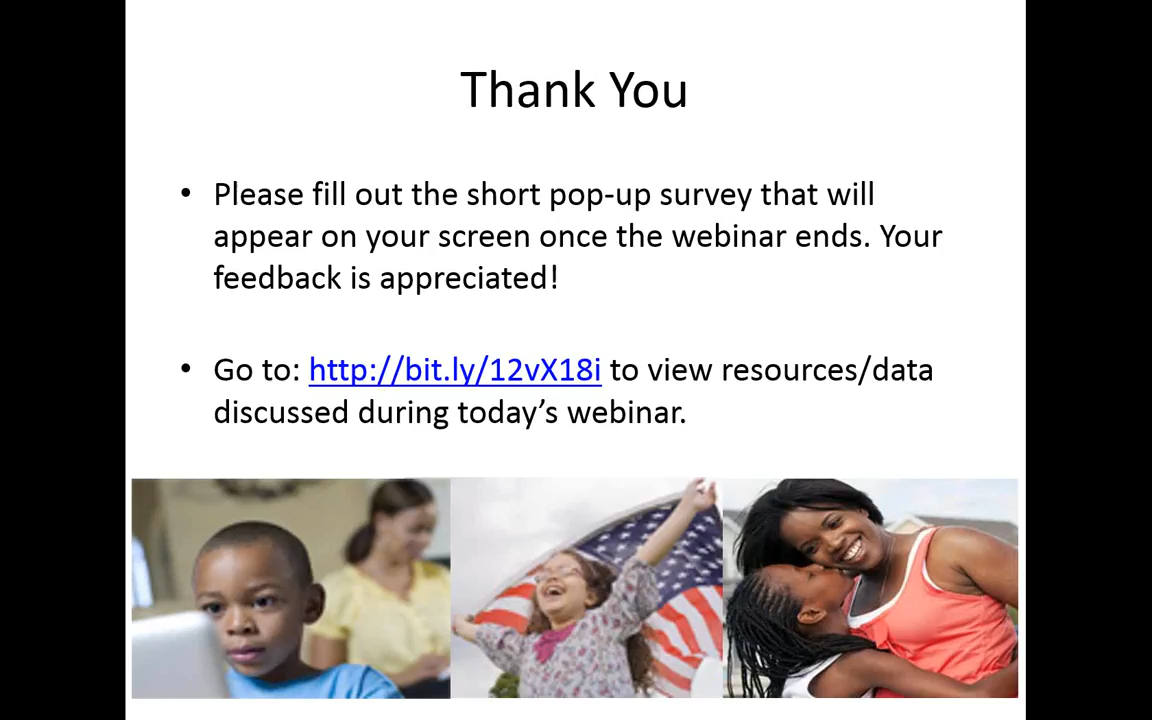 Thank You
• Please fill out the short pop-up survey that will
appear on your screen once the webinar ends. Your
feedback is appreciated!
• Go to: http://bit.ly/12vX18i to view resources/data
discussed during today’s webinar.